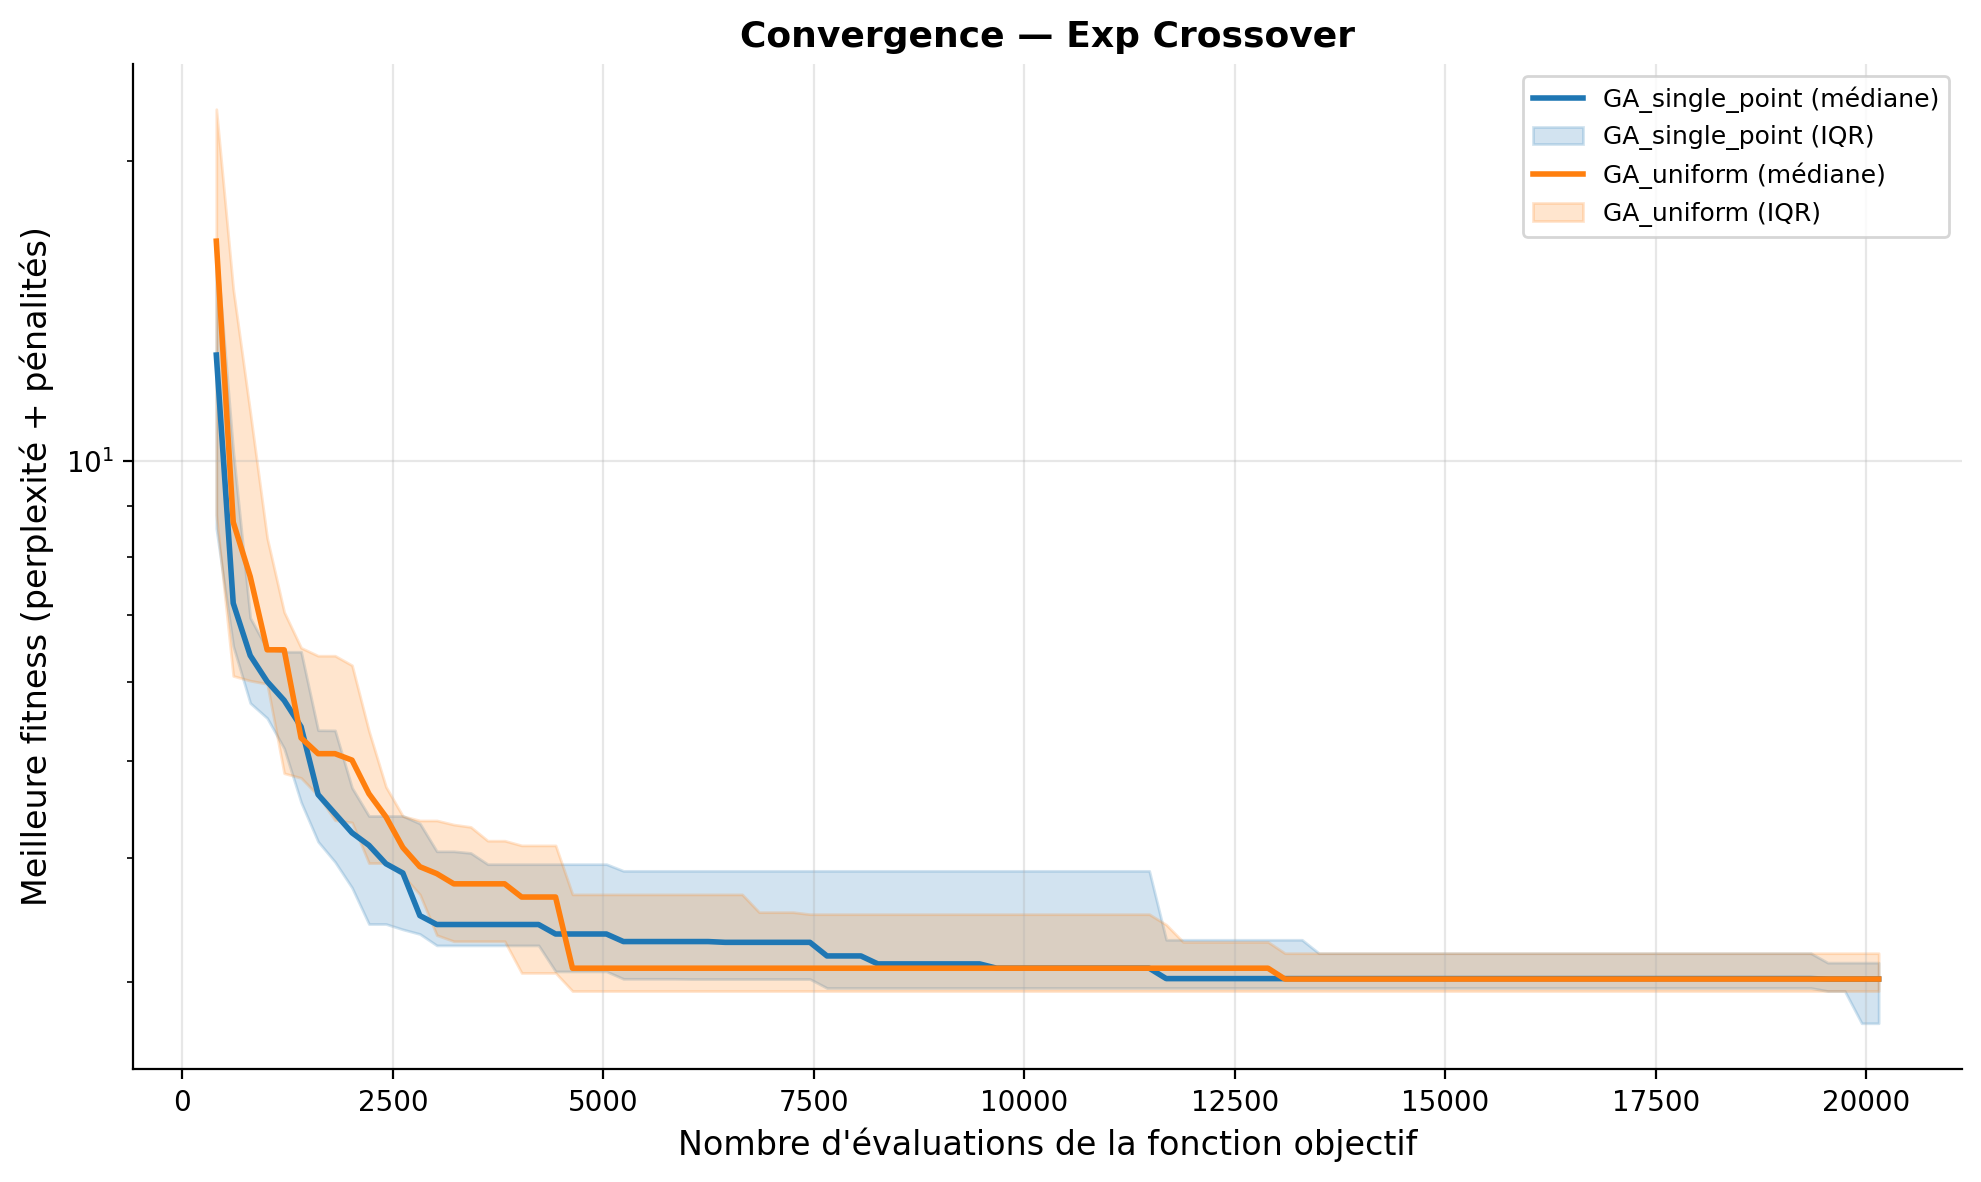 Convergence — Exp Crossover
GA_single_point (médiane)
GA_single_point (IQR)
GA_uniform (médiane)
GA_uniform (IQR)
Meilleure fitness (perplexité + pénalités)
10¹
0 2500 5000 7500 10000 12500 15000 17500 20000
Nombre d'évaluations de la fonction objectif